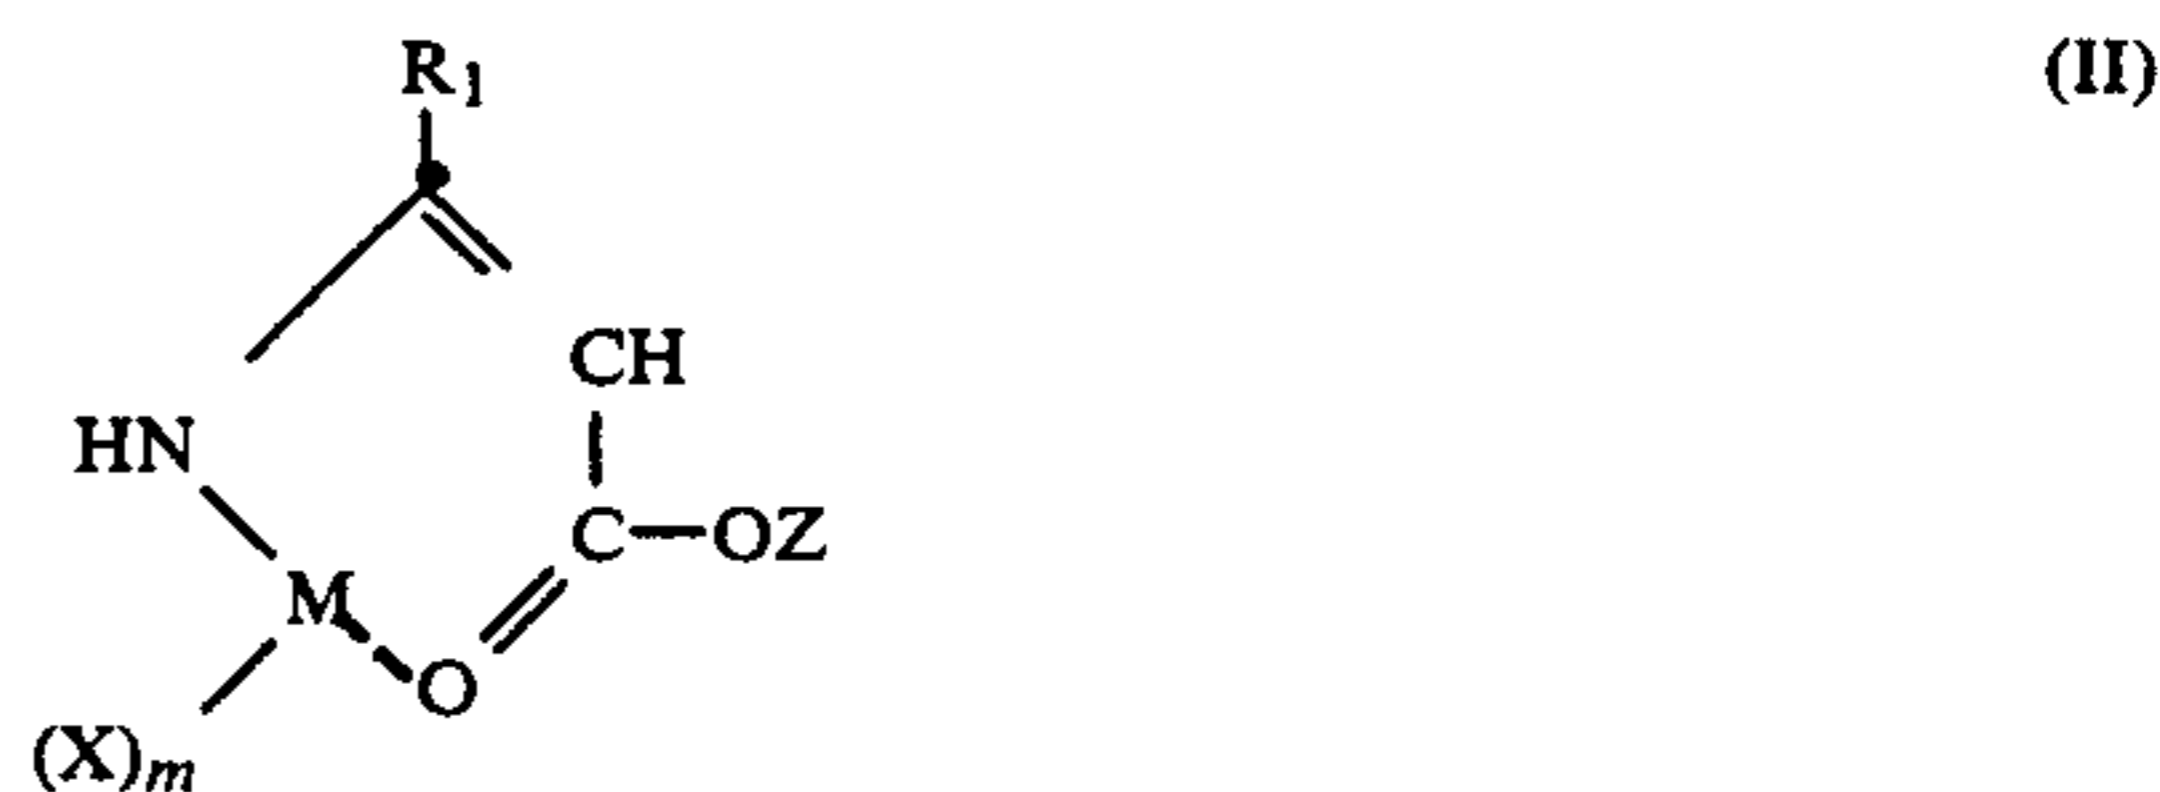 R1 (II)
CH
HN
C—OZ
M
O
(X)m